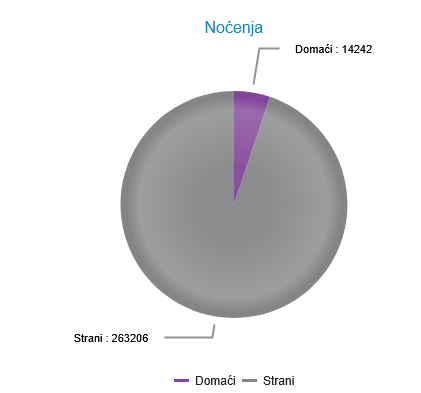 Noćenja
Domaći : 14242
Strani : 263206
Domaći Strani